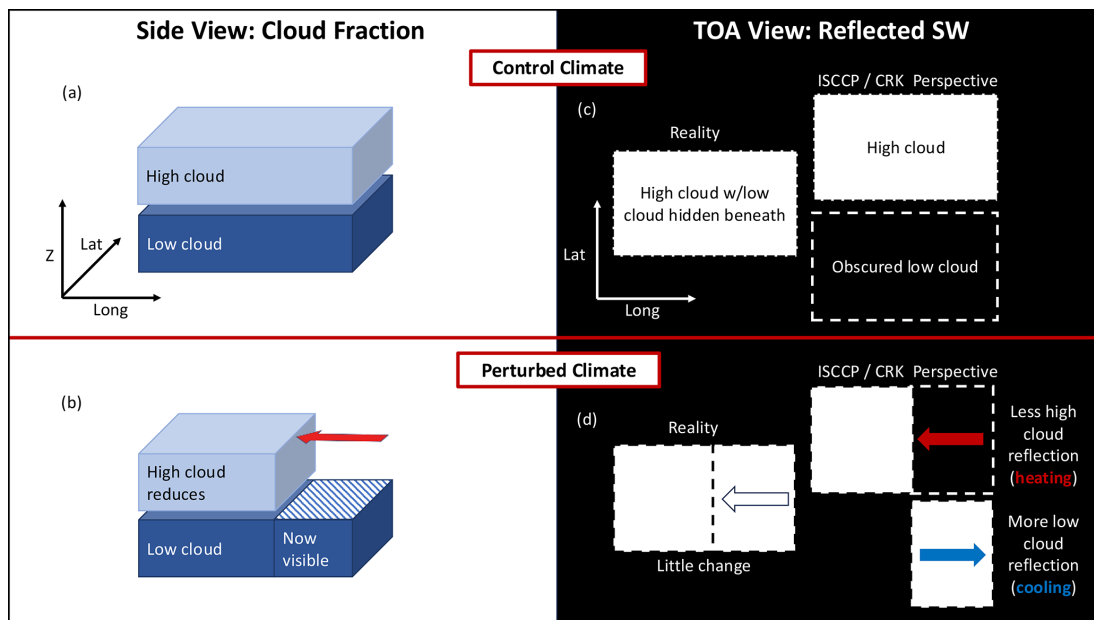 Side View: Cloud Fraction
TOA View: Reflected SW
Control Climate
(a)
High cloud
Low cloud
Z
Lat
Long
(c)
Reality
High cloud w/low
cloud hidden beneath
Lat
Long
ISCCP / CRK Perspective
High cloud
Obscured low cloud
Perturbed Climate
(b)
High cloud
reduces
Low cloud
Now
visible
(d)
Reality
Little change
ISCCP / CRK Perspective
Less high
cloud
reflection
(heating)
More low
cloud
reflection
(cooling)